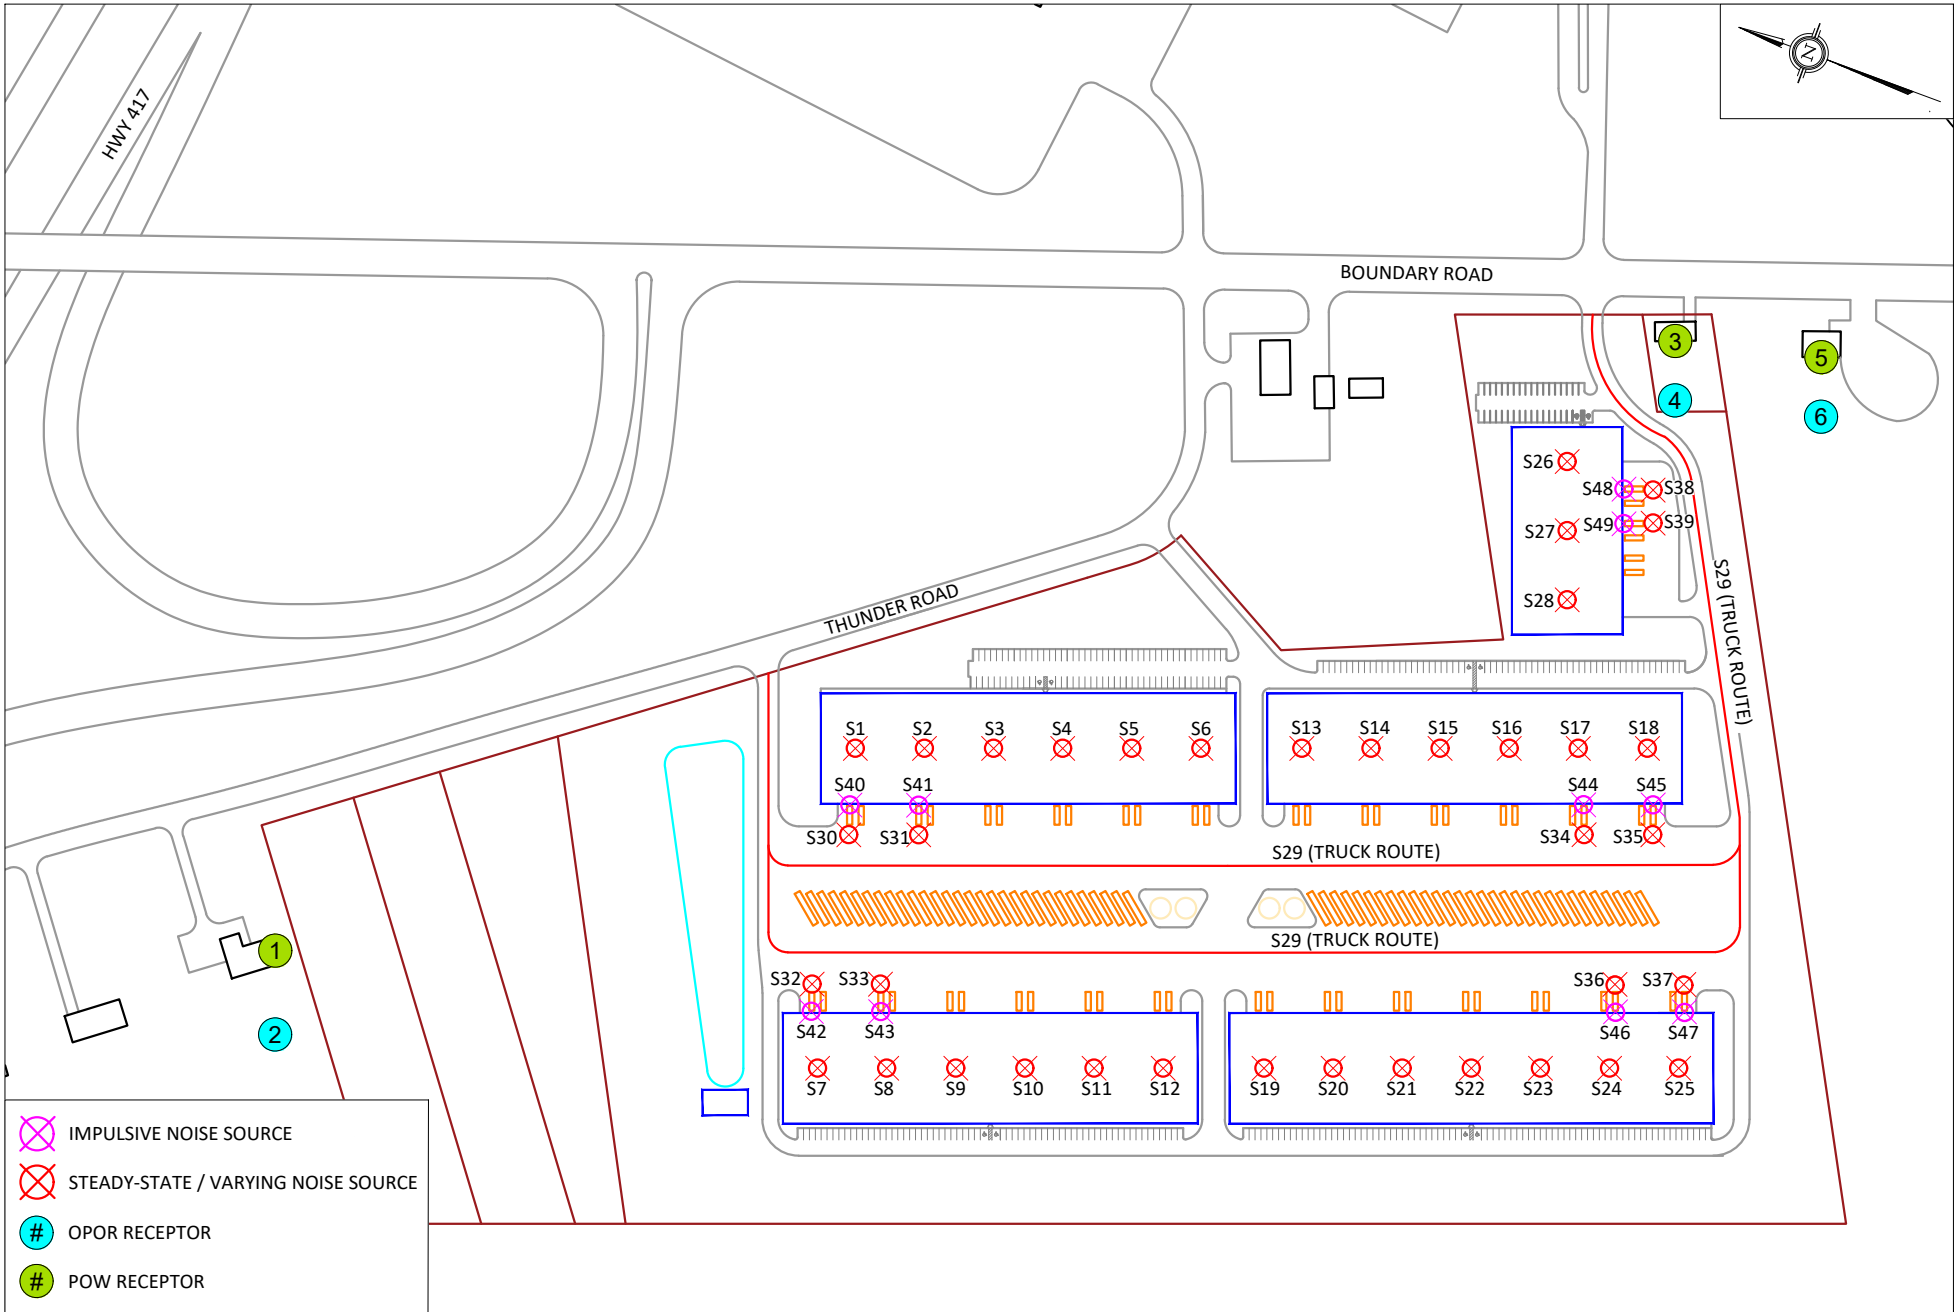 N
HWY 417
BOUNDARY ROAD
3
5
4
6
S26
S48 S38
S49 S39
S27
S28
S29 (TRUCK ROUTE)
THUNDER ROAD
S1 S2 S3 S4 S5 S6 S13 S14 S15 S16 S17 S18
S40 S41 S44 S45
S30 S31 S34 S35
S29 (TRUCK ROUTE)
S29 (TRUCK ROUTE)
1
2
S32 S33 S36 S37
S42 S43 S46 S47
S7 S8 S9 S10 S11 S12 S19 S20 S21 S22 S23 S24 S25
IMPULSIVE NOISE SOURCE
STEADY-STATE / VARYING NOISE SOURCE
# OPOR RECEPTOR
# POW RECEPTOR